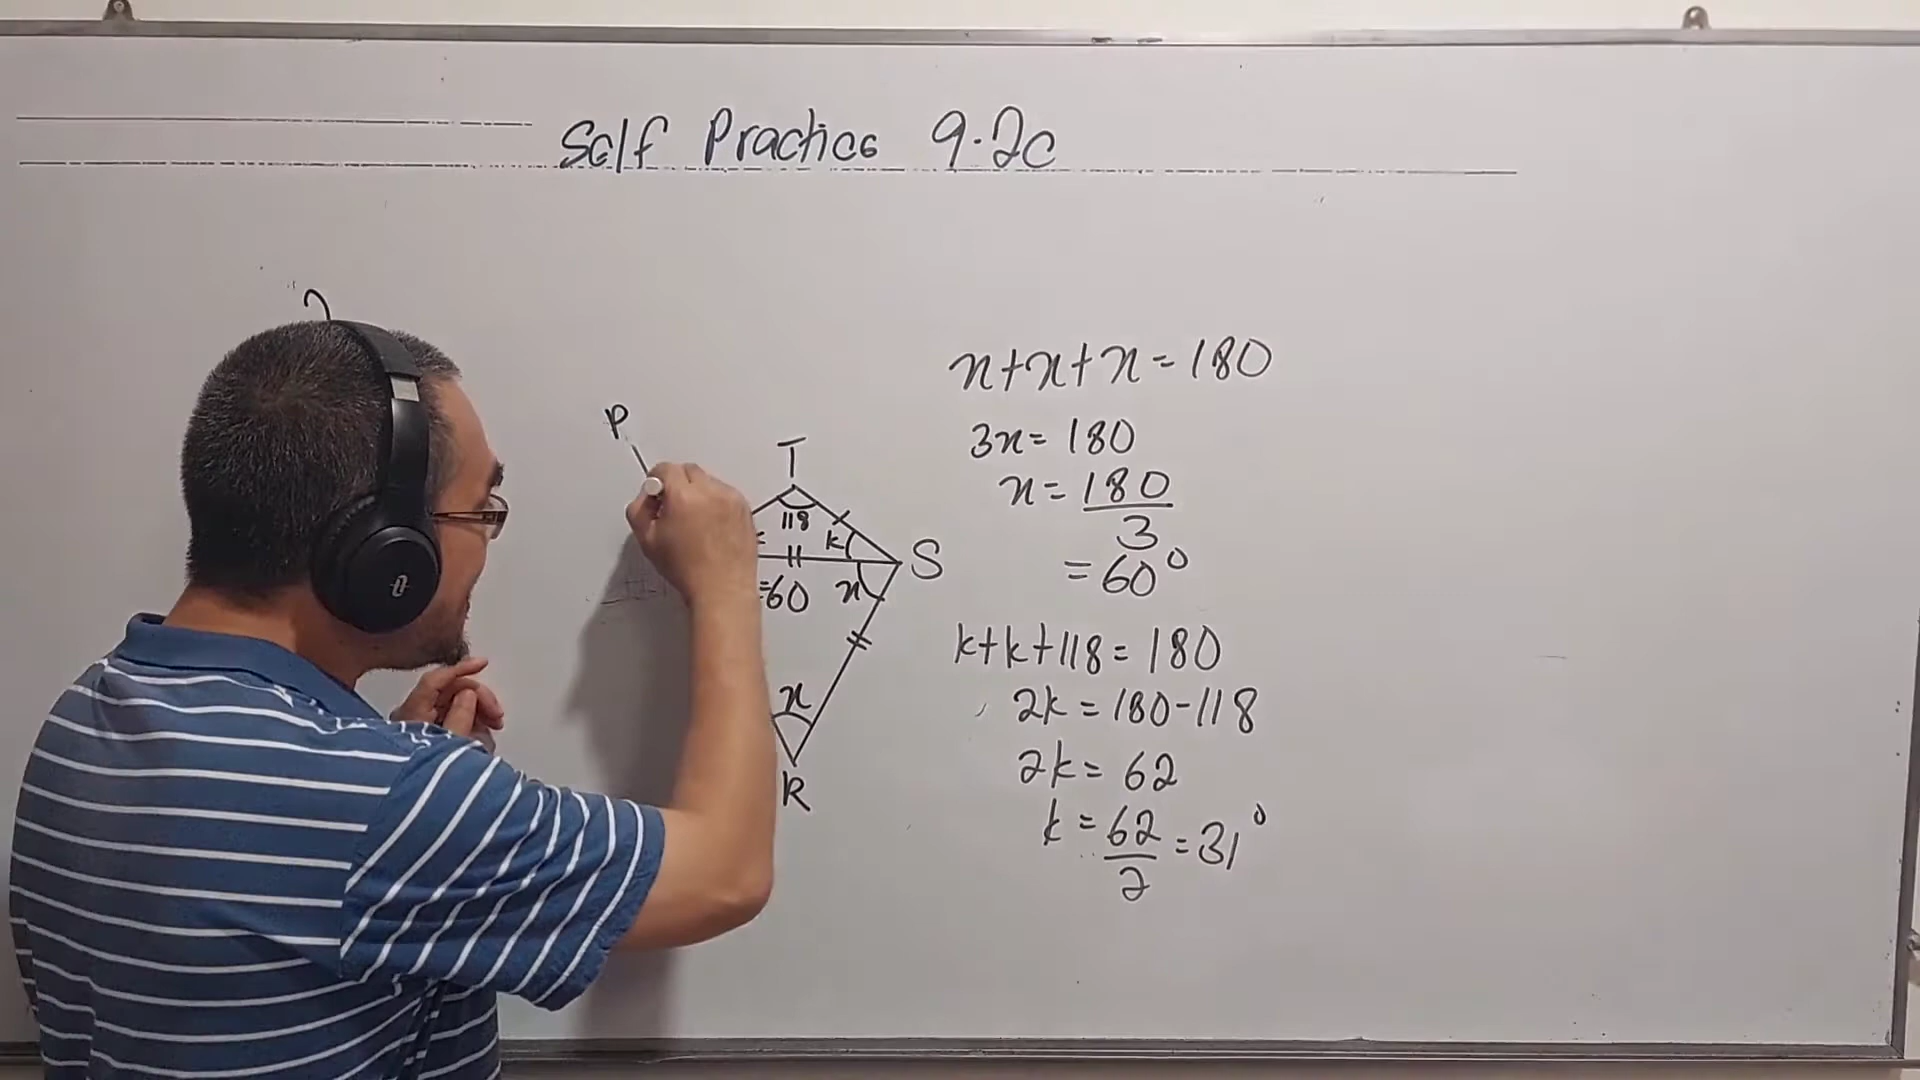 Self Practice 9.2c
P
T
118
k
S
=60 x
x
R
x+x+x=180
3x=180
x=180
3
=60°
k+k+118=180
2k=180-118
2k=62
k=62=31°
2